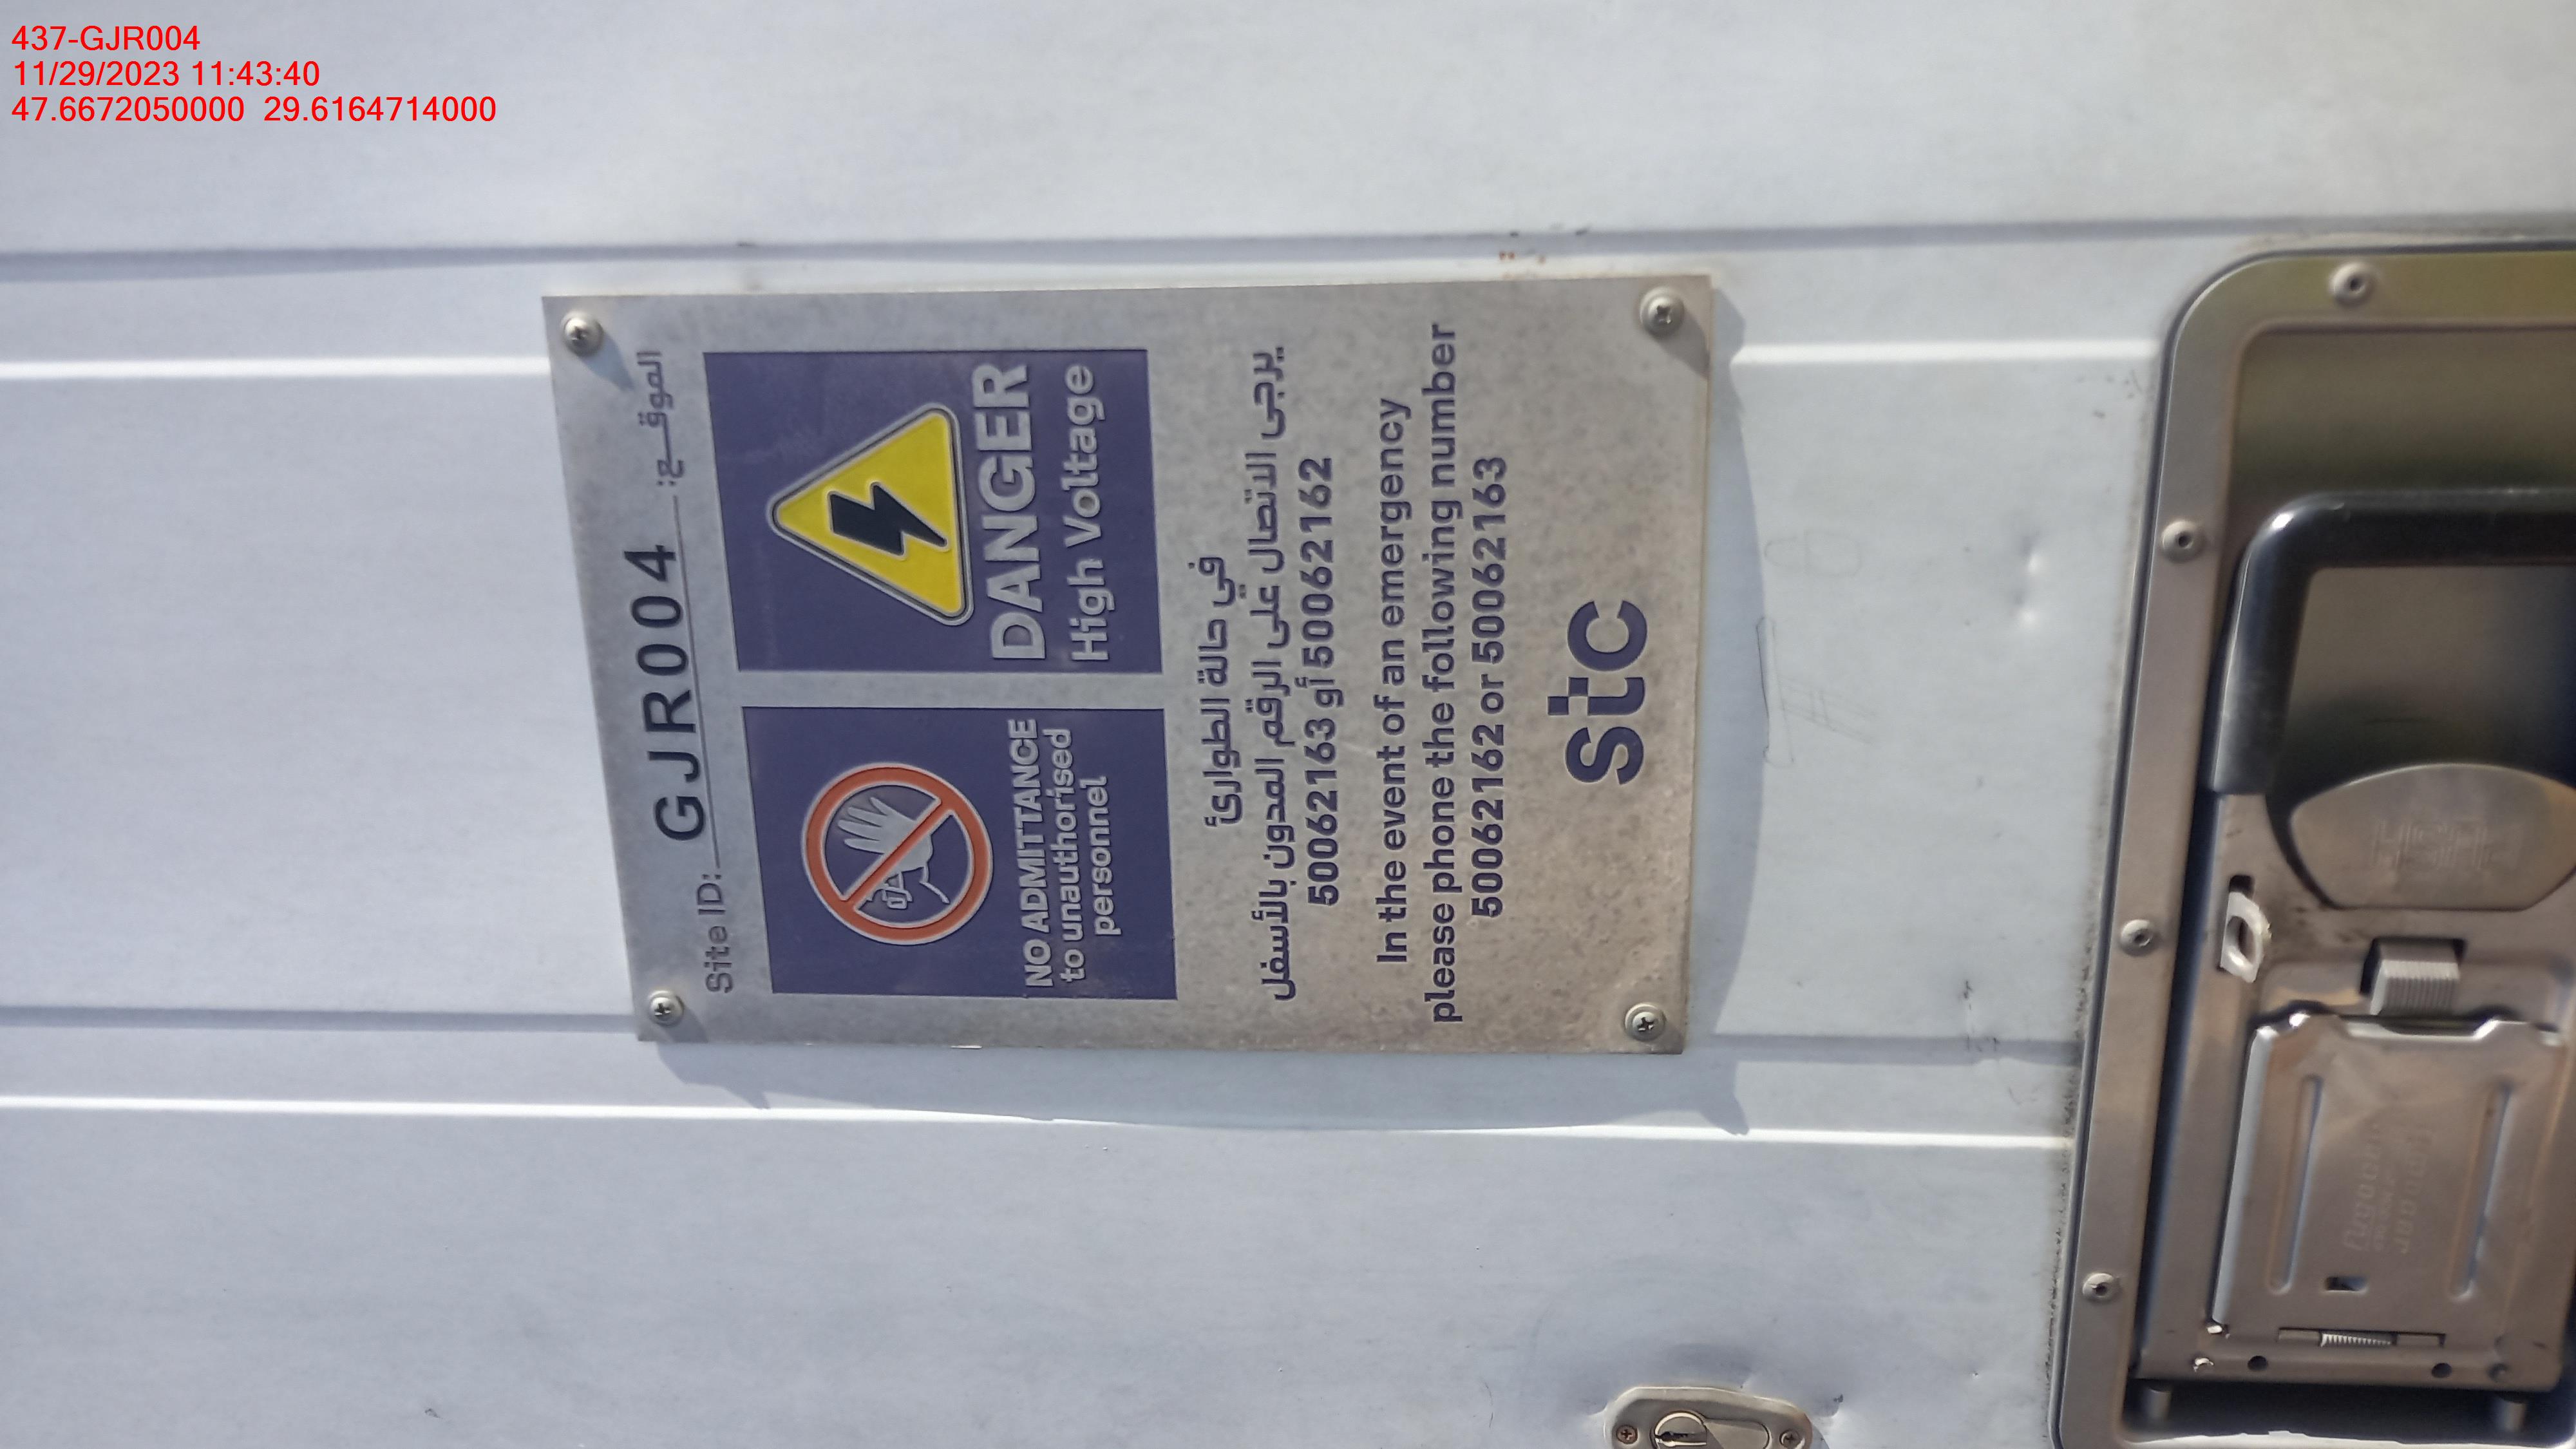 437-GJR004
11/29/2023 11:43:40
47.6672050000 29.6164714000
Site ID: GJR004 الموقـــع:
NO ADMITTANCE
to unauthorised
personnel
DANGER
High Voltage
في حالة الطوارئ
يرجى الاتصال على الرقم المدون بالأسفل
50062163 أو 50062162
In the event of an emergency
please phone the following number
50062162 or 50062163
stc